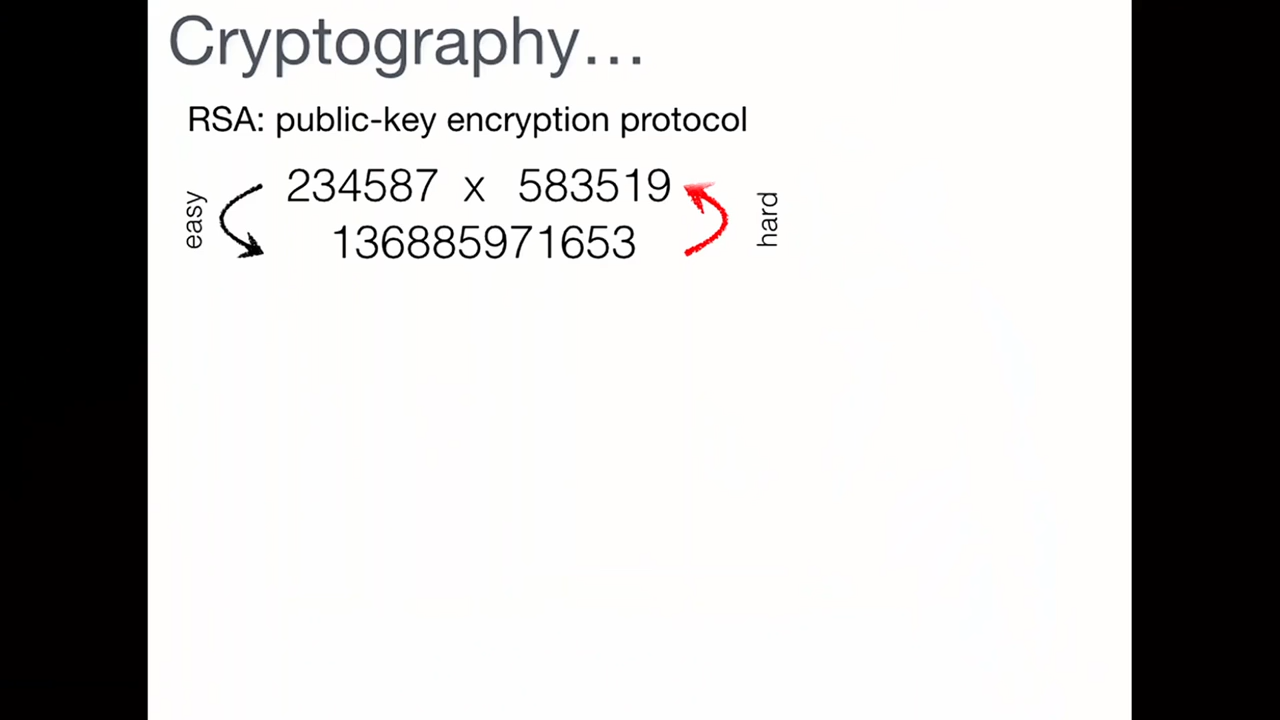 Cryptography...
RSA: public-key encryption protocol
easy
234587 x 583519
136885971653
hard